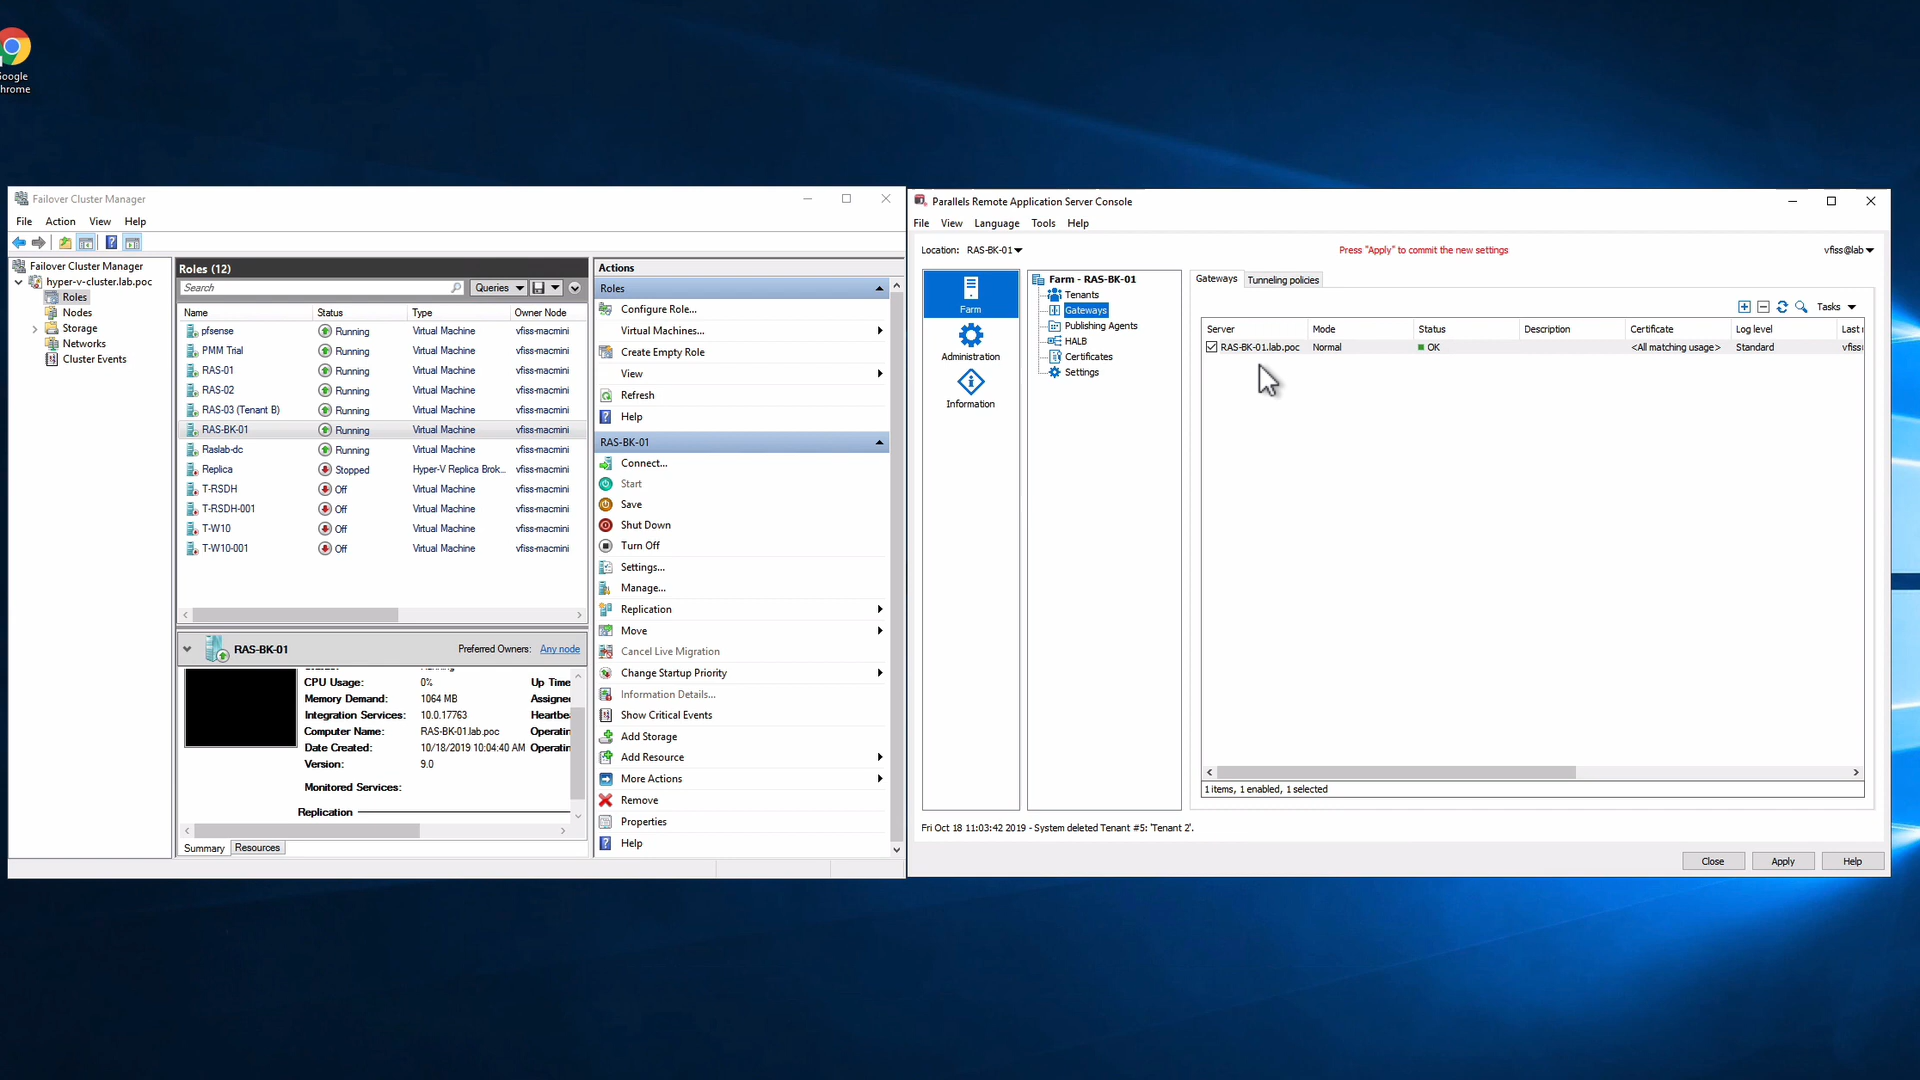 Google
Chrome
Failover Cluster Manager
File Action View Help
Failover Cluster Manager
hyper-v-cluster.lab.poc
Roles
Nodes
Storage
Networks
Cluster Events
Roles (12)
Search
Queries
Name Status Type Owner Node
pfsense Running Virtual Machine vfiss-macmini
PMM Trial Running Virtual Machine vfiss-macmini
RAS-01 Running Virtual Machine vfiss-macmini
RAS-02 Running Virtual Machine vfiss-macmini
RAS-03 (Tenant B) Running Virtual Machine vfiss-macmini
RAS-BK-01 Running Virtual Machine vfiss-macmini
Raslab-dc Running Virtual Machine vfiss-macmini
Replica Stopped Hyper-V Replica Brok... vfiss-macmini
T-RSDH Off Virtual Machine vfiss-macmini
T-RSDH-001 Off Virtual Machine vfiss-macmini
T-W10 Off Virtual Machine vfiss-macmini
T-W10-001 Off Virtual Machine vfiss-macmini
RAS-BK-01 Preferred Owners: Any node
CPU Usage: 0% Up Time
Memory Demand: 1064 MB Assigned
Integration Services: 10.0.17763 Heartbe
Computer Name: RAS-BK-01.lab.poc Operatin
Date Created: 10/18/2019 10:04:40 AM Operatin
Version: 9.0
Monitored Services:
Replication
Summary Resources
Actions
Roles
Configure Role...
Virtual Machines...
Create Empty Role
View
Refresh
Help
RAS-BK-01
Connect...
Start
Save
Shut Down
Turn Off
Settings...
Manage...
Replication
Move
Cancel Live Migration
Change Startup Priority
Information Details...
Show Critical Events
Add Storage
Add Resource
More Actions
Remove
Properties
Help
Parallels Remote Application Server Console
File View Language Tools Help
Location: RAS-BK-01 Press "Apply" to commit the new settings vfiss@lab
Farm
Administration
Information
Farm - RAS-BK-01
Tenants
Gateways
Publishing Agents
HALB
Certificates
Settings
Gateways Tunneling policies
Tasks
Server Mode Status Description Certificate Log level Last
RAS-BK-01.lab.poc Normal OK <All matching usage> Standard vfiss
1 items, 1 enabled, 1 selected
Fri Oct 18 11:03:42 2019 - System deleted Tenant #5: 'Tenant 2'.
Close Apply Help